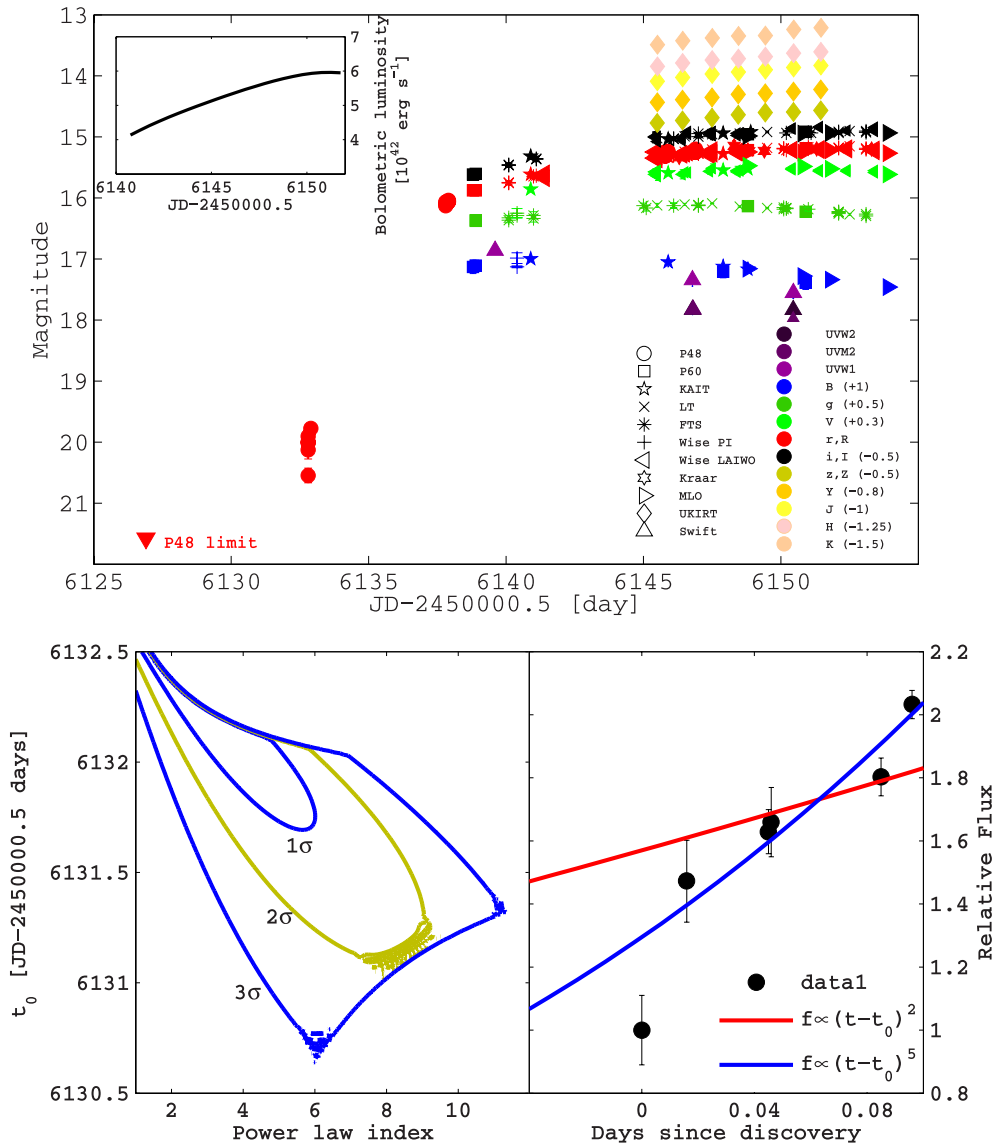 13
14
15
16
17
18
19
20
21
Magnitude
7
6
5
4
3
6140
6145
6150
JD−2450000.5
Bolometric luminosity
[10^42 erg s^−1]
P48 limit
P48
P60
KAIT
LT
FTS
Wise PI
Wise LAIWO
Kraar
MLO
UKIRT
Swift
UVW2
UVM2
UVW1
B (+1)
g (+0.5)
V (+0.3)
r,R
i,I (−0.5)
z,Z (−0.5)
Y (−0.8)
J (−1)
H (−1.25)
K (−1.5)
6125
6130
6135
6140
6145
6150
JD−2450000.5 [day]
6132.5
6132
6131.5
6131
6130.5
t_0 [JD−2450000.5 days]
1σ
2σ
3σ
2
4
6
8
10
Power law index
2.2
2
1.8
1.6
1.4
1.2
1
0.8
Relative Flux
data1
f∝(t−t_0)^2
f∝(t−t_0)^5
0
0.04
0.08
Days since discovery